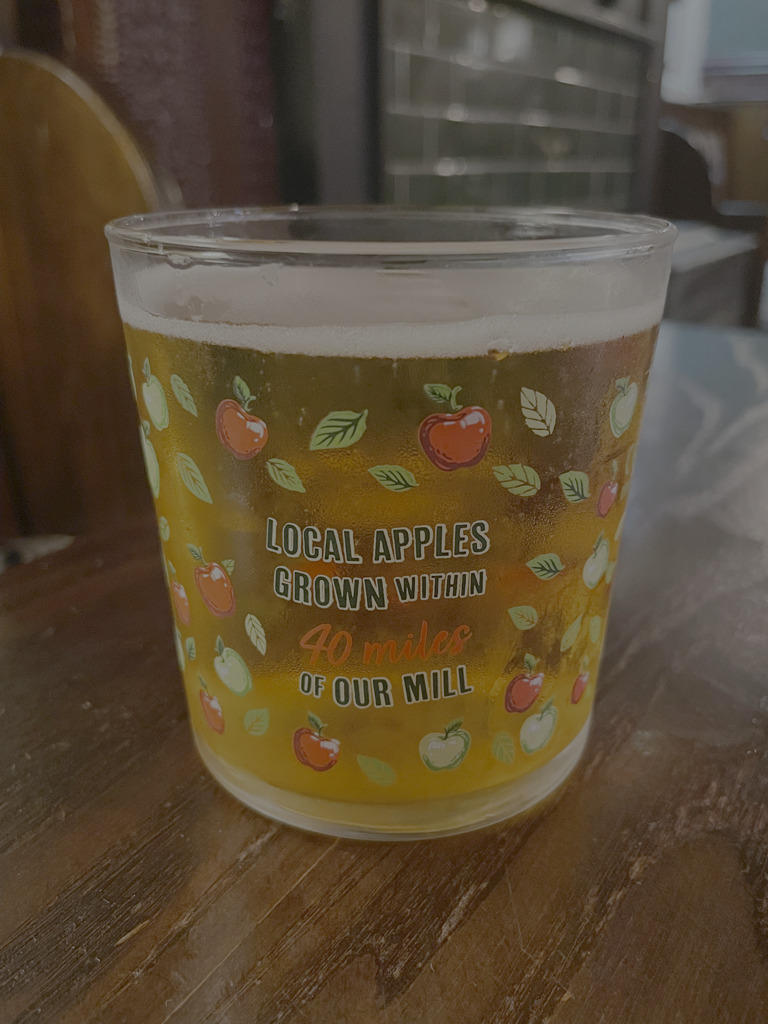 LOCAL APPLES
GROWN WITHIN
40 miles
OF OUR MILL